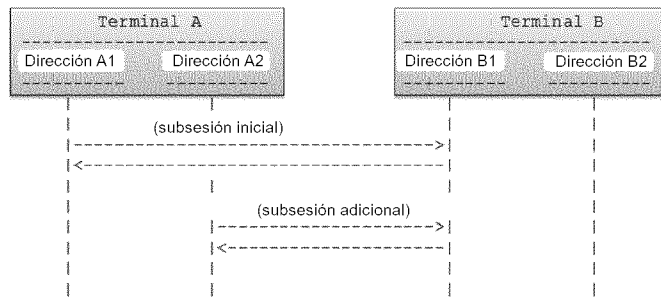 Terminal A
Terminal B
Dirección A1
Dirección A2
Dirección B1
Dirección B2
(subsesión inicial)
(subsesión adicional)